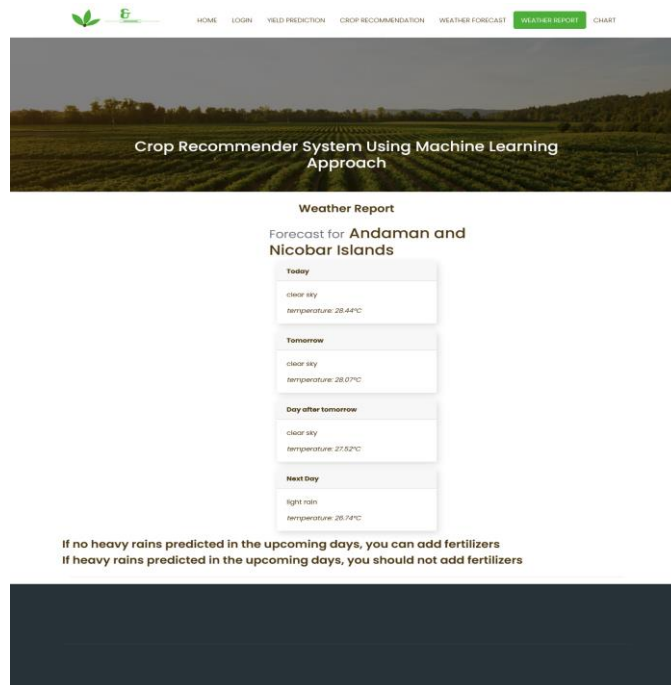 &
HOME LOGIN YIELD PREDICTION CROP RECOMMENDATION WEATHER FORECAST WEATHER REPORT CHART
Crop Recommender System Using Machine Learning
Approach
Weather Report
Forecast for Andaman and
Nicobar Islands
Today
clear sky
temperature: 28.44°C
Tomorrow
clear sky
temperature: 28.07°C
Day after tomorrow
clear sky
temperature: 27.52°C
Next Day
light rain
temperature: 26.74°C
If no heavy rains predicted in the upcoming days, you can add fertilizers
If heavy rains predicted in the upcoming days, you should not add fertilizers